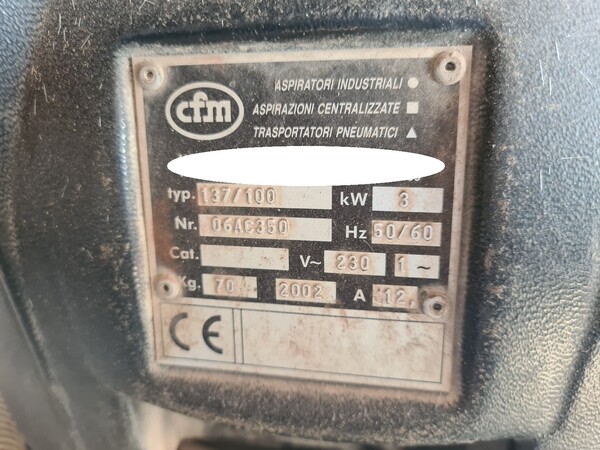 cfm
ASPIRATORI INDUSTRIALI ●
ASPIRAZIONI CENTRALIZZATE ■
TRASPORTATORI PNEUMATICI ▲
typ. 137/100 kW 3
Nr. 06AC350 Hz 50/60
Cat. V~ 230 1 ~
Kg. 70 2002 A 12,
CE